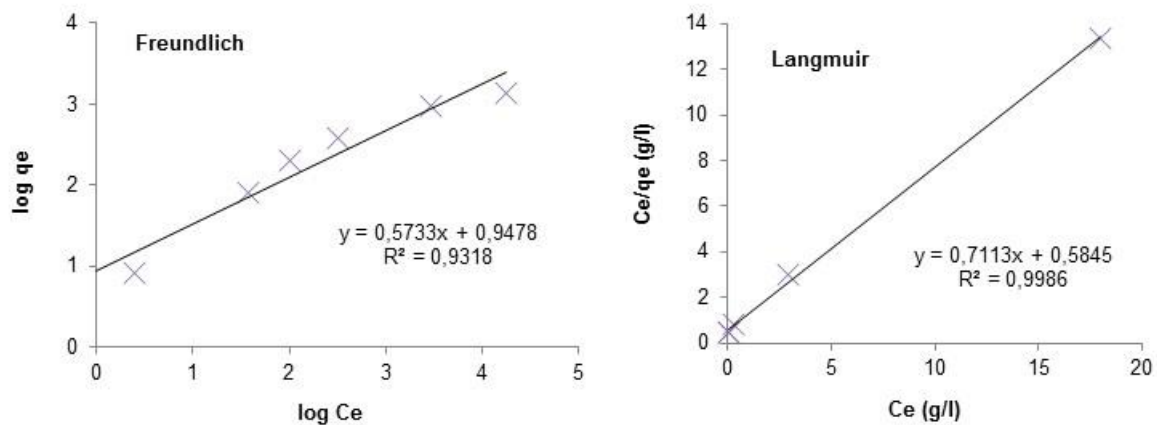 Freundlich
4
3
2
1
0
log qe
y = 0,5733x + 0,9478
R² = 0,9318
0
1
2
3
4
5
log Ce
Langmuir
14
12
10
8
6
4
2
0
Ce/qe (g/l)
y = 0,7113x + 0,5845
R² = 0,9986
0
5
10
15
20
Ce (g/l)